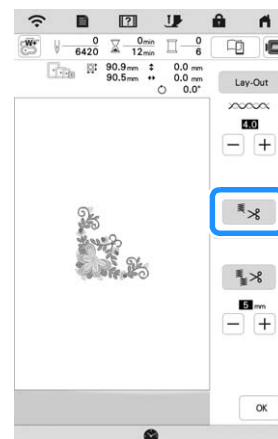 [?]
W+
0 0min 0
6420 12min 6
90.9mm 0.0 mm
90.5mm 0.0 mm
0.0°
Lay-Out
4.0
- +
5 mm
- +
OK